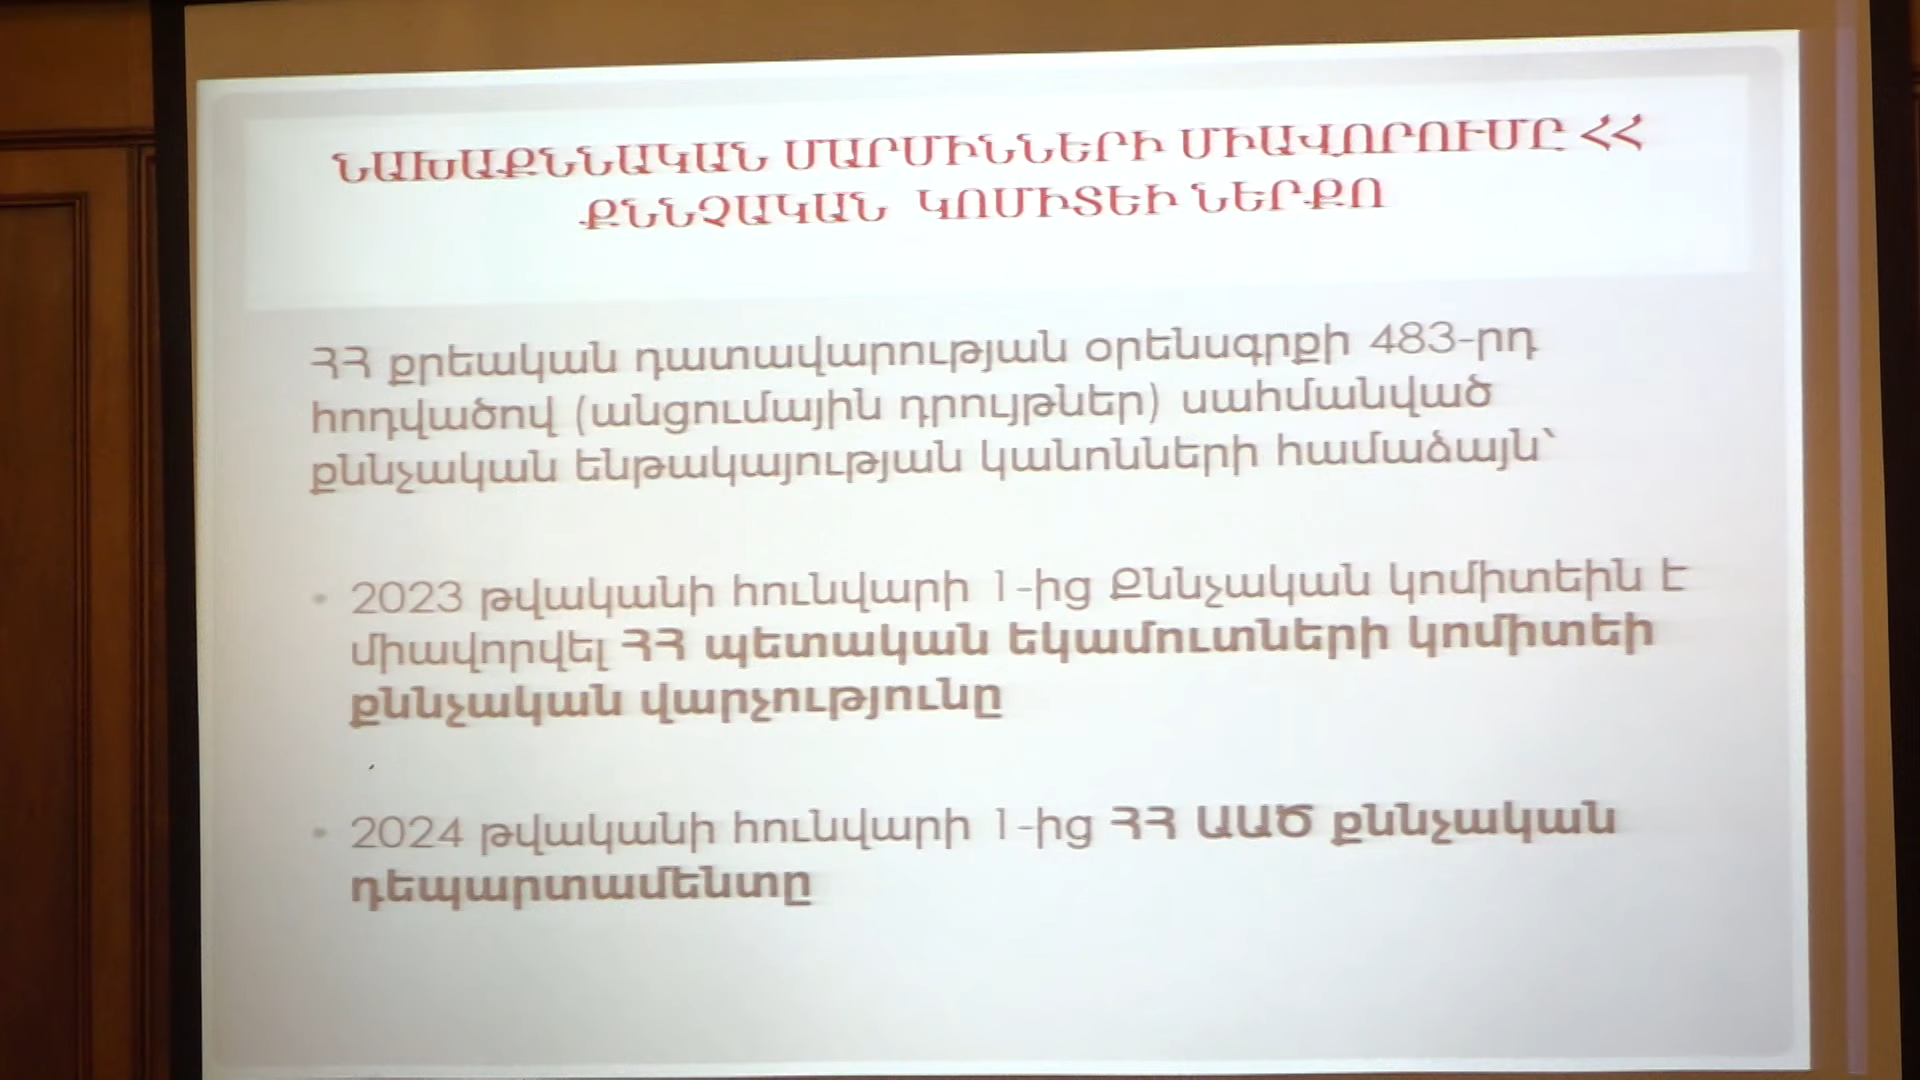 ՆԱԽԱՔՆՆԱԿԱՆ ՄԱՐՄԻՆՆԵՐԻ ՄԻԱՎՈՐՈՒՄԸ ՀՀ
ՔՆՆՉԱԿԱՆ ԿՈՄԻՏԵԻ ՆԵՐՔՈ
ՀՀ քրեական դատավարության օրենսգրքի 483-րդ
հոդվածով (անցումային դրույթներ) սահմանված
քննչական ենթակայության կանոնների համաձայն՝
• 2023 թվականի հունվարի 1-ից Քննչական կոմիտեին է
միավորվել ՀՀ պետական եկամուտների կոմիտեի
քննչական վարչությունը
• 2024 թվականի հունվարի 1-ից ՀՀ ԱԱԾ քննչական
դեպարտամենտը